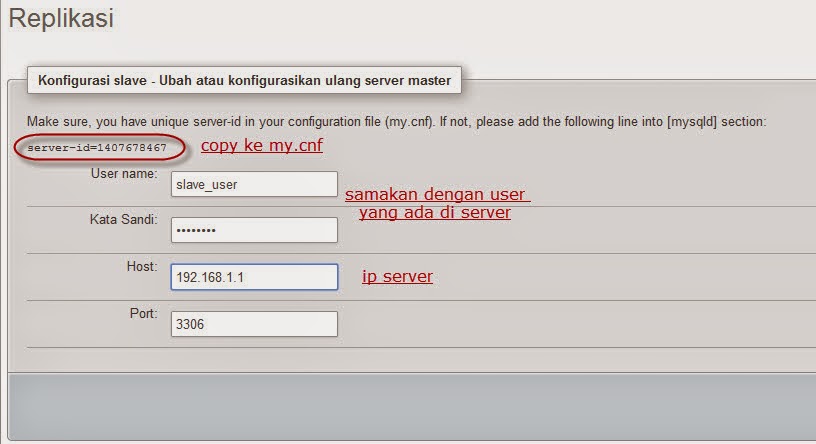 Replikasi
Konfigurasi slave - Ubah atau konfigurasikan ulang server master
Make sure, you have unique server-id in your configuration file (my.cnf). If not, please add the following line into [mysqld] section:
server-id=1407678467 copy ke my.cnf
User name: slave_user
samakan dengan user
yang ada di server
Kata Sandi: ••••••••
Host: 192.168.1.1 ip server
Port: 3306